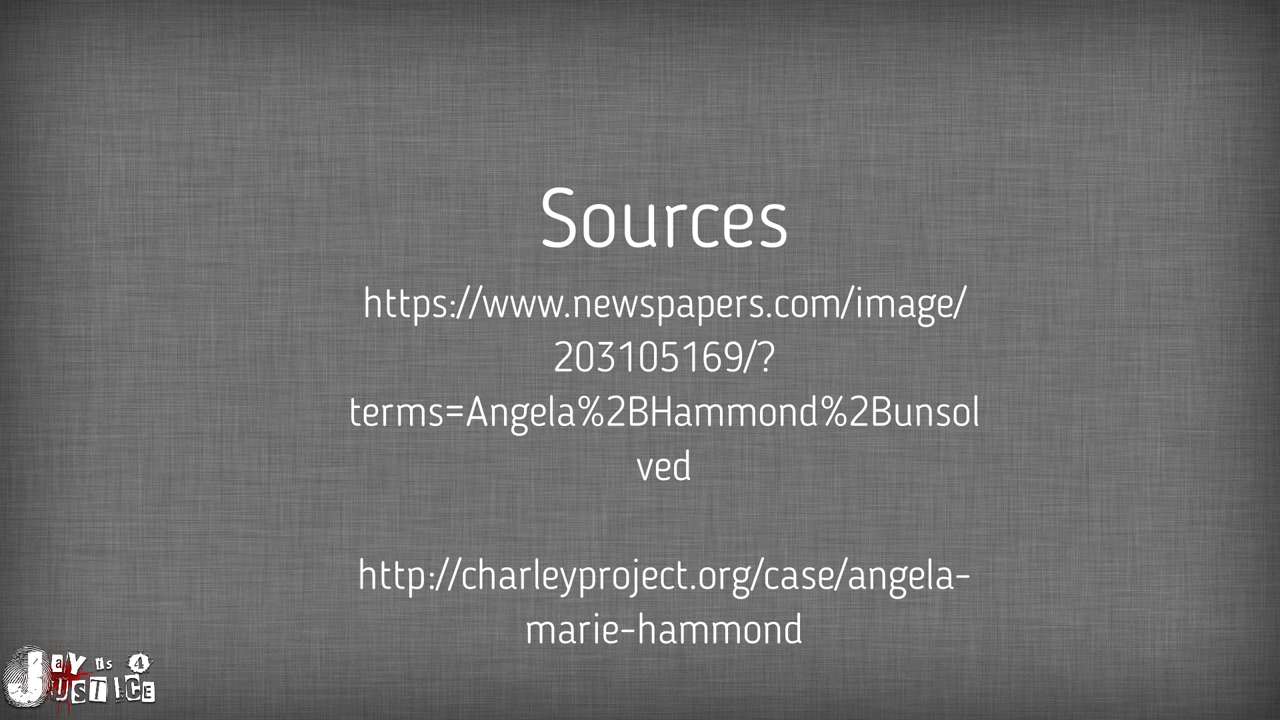 Sources
https://www.newspapers.com/image/
203105169/?
terms=Angela%2BHammond%2Bunsol
ved
http://charleyproject.org/case/angela-
marie-hammond
Jay is 4
Justice